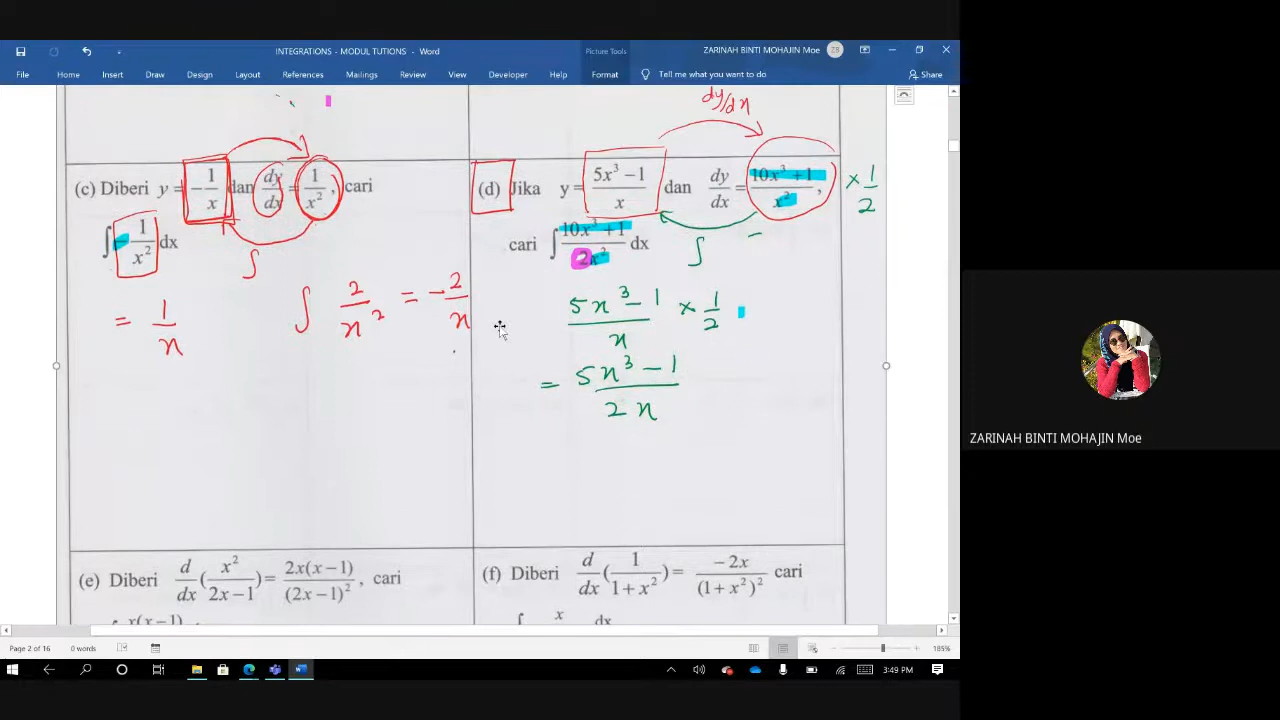 INTEGRATIONS - MODUL TUTIONS - Word
Picture Tools
ZARINAH BINTI MOHAJIN Moe
ZB
File Home Insert Draw Design Layout References Mailings Review View Developer Help Format Tell me what you want to do Share
dy/dx
(c) Diberi y = -1/x dan dy/dx = 1/x², cari
∫ -1/x² dx
∫
= 1/x
∫ 2/x² = -2/x
(d) Jika y = (5x³ - 1)/x dan dy/dx = (10x³ + 1)/x², × 1/2
cari ∫ (10x³ + 1)/(2x²) dx
∫
(5x³ - 1)/x × 1/2
= (5x³ - 1)/(2x)
(e) Diberi d/dx (x²/(2x-1)) = 2x(x-1)/(2x-1)², cari
(f) Diberi d/dx (1/(1+x²)) = -2x/(1+x²)² cari
x(x-1)
∫ x dx
Page 2 of 16 0 words
185%
3:49 PM
ZARINAH BINTI MOHAJIN Moe